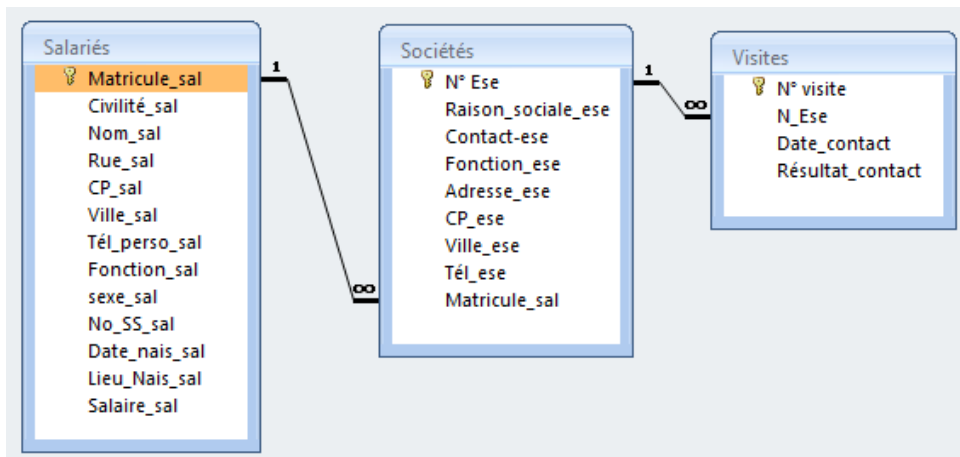 Salariés
Matricule_sal
Civilité_sal
Nom_sal
Rue_sal
CP_sal
Ville_sal
Tél_perso_sal
Fonction_sal
sexe_sal
No_SS_sal
Date_nais_sal
Lieu_Nais_sal
Salaire_sal
1
∞
Sociétés
N° Ese
Raison_sociale_ese
Contact-ese
Fonction_ese
Adresse_ese
CP_ese
Ville_ese
Tél_ese
Matricule_sal
1
∞
Visites
N° visite
N_Ese
Date_contact
Résultat_contact